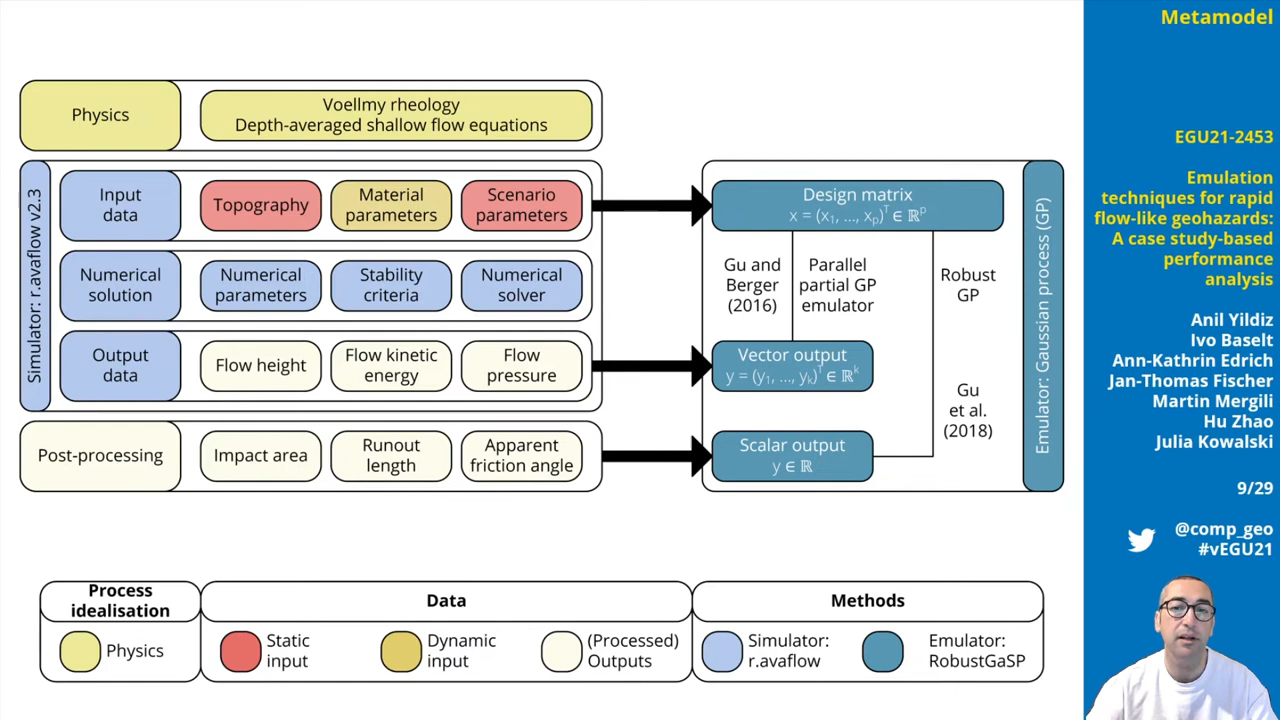 Metamodel
Physics
Voellmy rheology
Depth-averaged shallow flow equations
Simulator: r.avaflow v2.3
Input
data
Topography
Material
parameters
Scenario
parameters
Numerical
solution
Numerical
parameters
Stability
criteria
Numerical
solver
Output
data
Flow height
Flow kinetic
energy
Flow
pressure
Post-processing
Impact area
Runout
length
Apparent
friction angle
Design matrix
x = (x₁, ..., xₚ)ᵀ ∈ ℝᵖ
Gu and
Berger
(2016)
Parallel
partial GP
emulator
Robust
GP
Vector output
y = (y₁, ..., yₖ)ᵀ ∈ ℝᵏ
Gu
et al.
(2018)
Scalar output
y ∈ ℝ
Emulator: Gaussian process (GP)
Process
idealisation
Data
Methods
Physics
Static
input
Dynamic
input
(Processed)
Outputs
Simulator:
r.avaflow
Emulator:
RobustGaSP
EGU21-2453
Emulation
techniques for rapid
flow-like geohazards:
A case study-based
performance
analysis
Anil Yildiz
Ivo Baselt
Ann-Kathrin Edrich
Jan-Thomas Fischer
Martin Mergili
Hu Zhao
Julia Kowalski
9/29
@comp_geo
#vEGU21